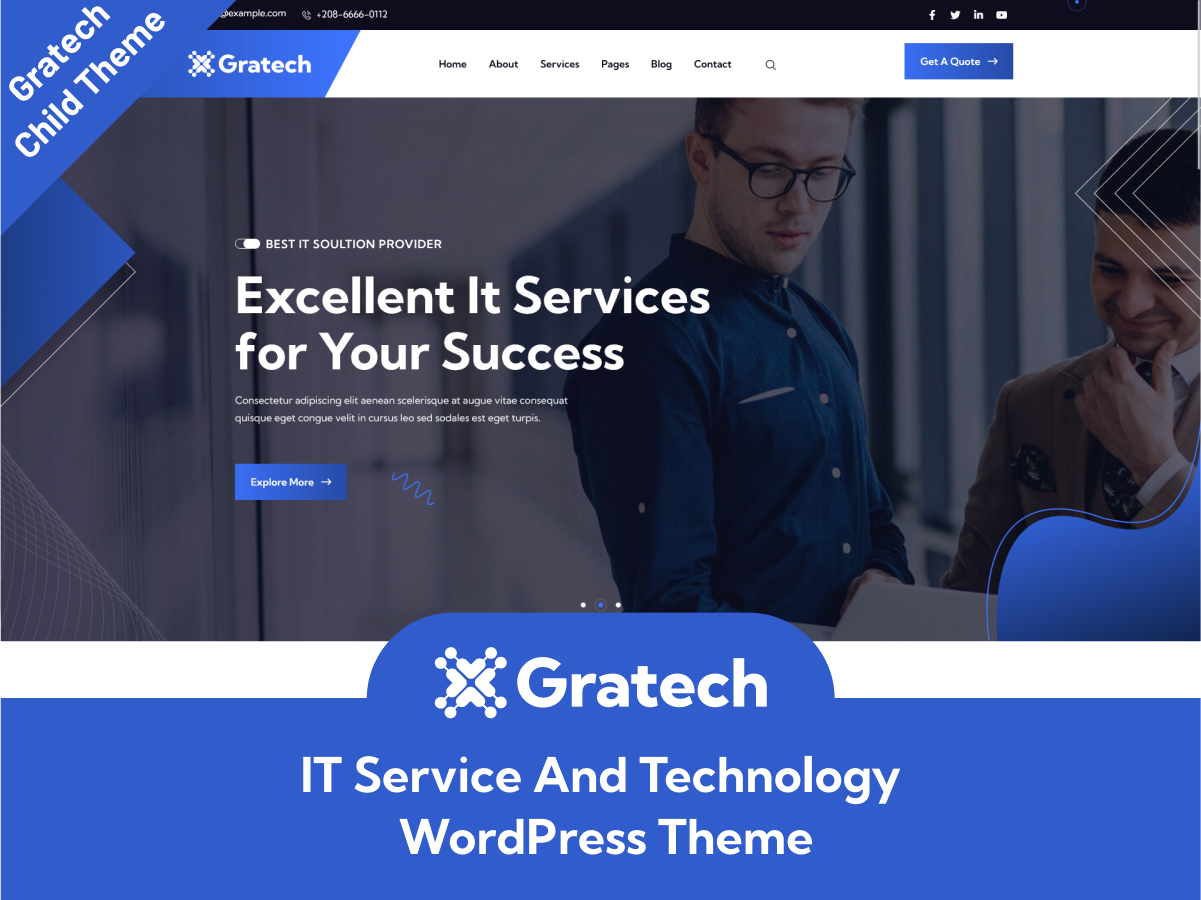 Gratech
Child Theme
@example.com
+208-6666-0112
Gratech
Home
About
Services
Pages
Blog
Contact
Get A Quote
BEST IT SOULTION PROVIDER
Excellent It Services
for Your Success
Consectetur adipiscing elit aenean scelerisque at augue vitae consequat
quisque eget congue velit in cursus leo sed sodales est eget turpis.
Explore More
Gratech
IT Service And Technology
WordPress Theme